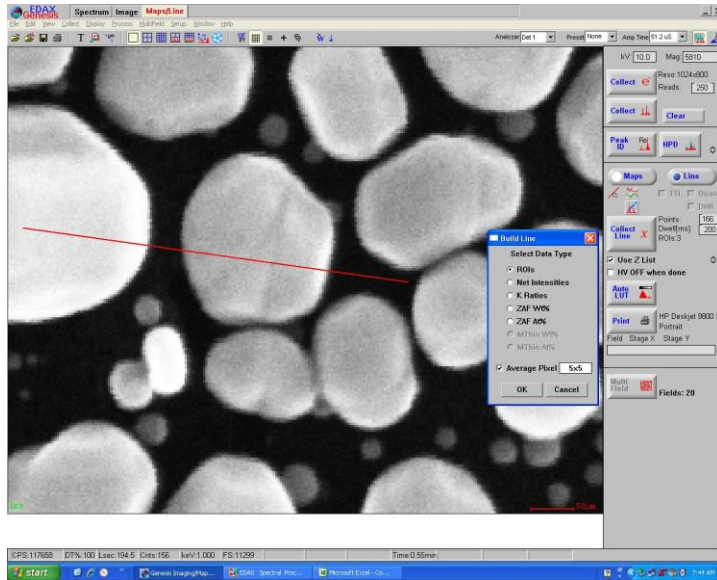 EDAX Genesis Spectrum Image Maps/Line
File Edit View Collect Display Process MultiField Setup Window Help
Analyzer Det 1 Preset None Amp Time 51.2 uS
kV: 10.0 Mag: 5810
Collect e⁻ Reso:1024x800
Reads: 250
Collect Clear
Peak ID HPD
Maps Line
TTL
Drift
Collect Line Points: 166
Dwell(ms) 200
ROIs:3
Use Z List
HV OFF when done
Auto LUT
Print HP Deskjet 9800
Portrait
Field Stage X Stage Y
Multi Field Fields: 20
Build Line
Select Data Type
ROIs
Net Intensities
K Ratios
ZAF Wt%
ZAF At%
MThin Wt%
MThin At%
Average Pixel 5x5
OK Cancel
CPS:117658 DT%:100 Lsec:194.5 Cnts:156 keV:1.000 FS:11299 Time:0.55min
start Genesis Imaging/Map... EDAX Spectral Proc... Microsoft Excel - Co... 7:44 AM